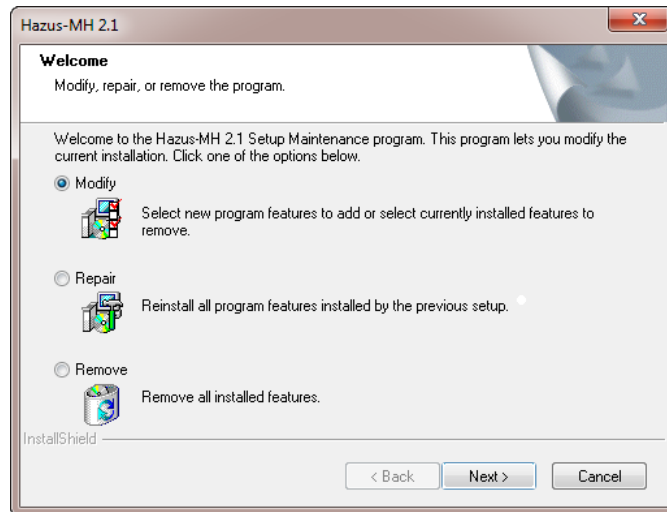 Hazus-MH 2.1
Welcome
Modify, repair, or remove the program.
Welcome to the Hazus-MH 2.1 Setup Maintenance program. This program lets you modify the
current installation. Click one of the options below.
Modify
Select new program features to add or select currently installed features to
remove.
Repair
Reinstall all program features installed by the previous setup.
Remove
Remove all installed features.
InstallShield
< Back Next > Cancel